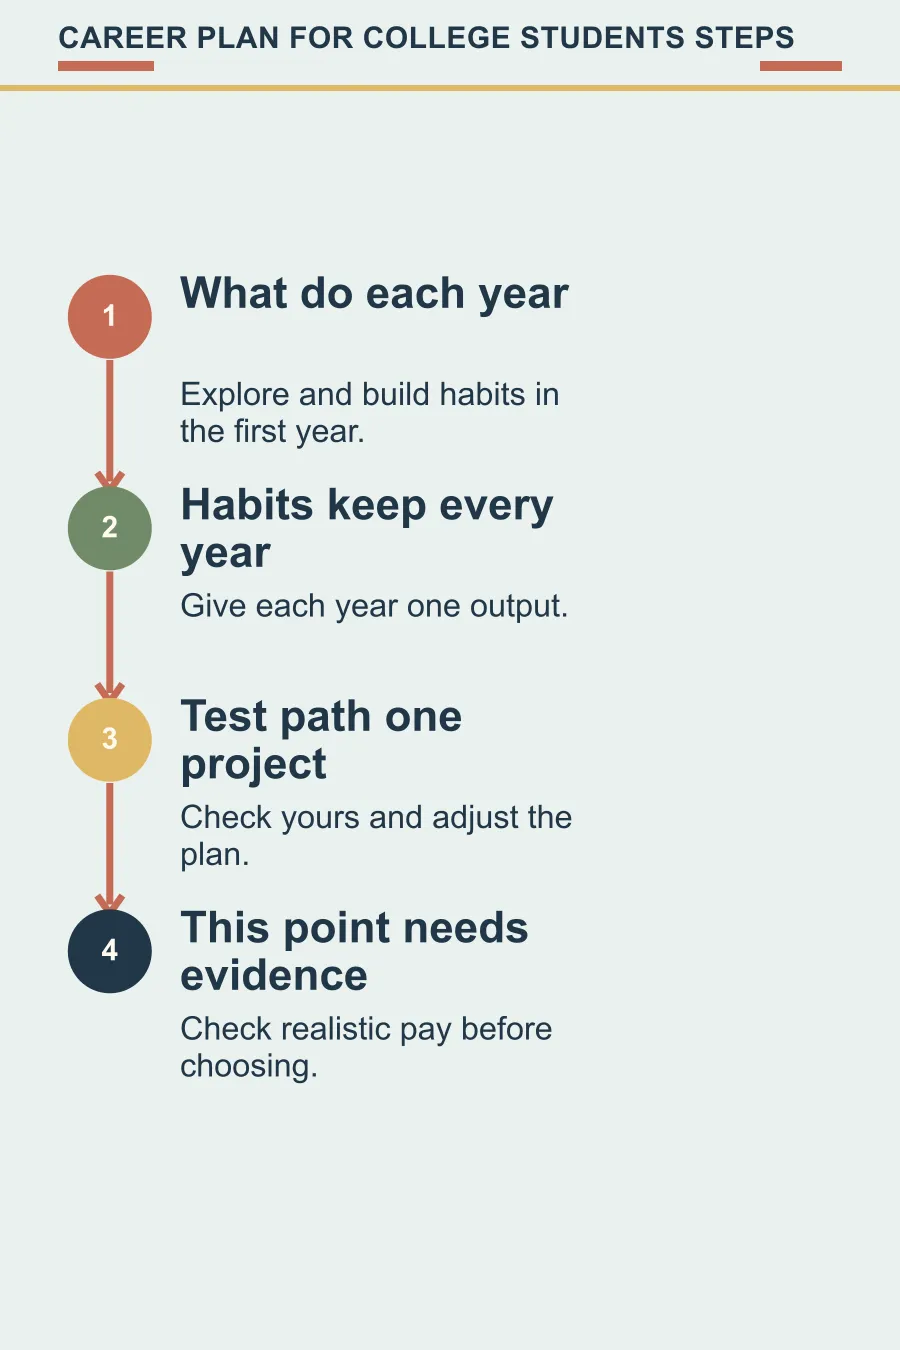 CAREER PLAN FOR COLLEGE STUDENTS STEPS
1
What do each year
Explore and build habits in
the first year.
2
Habits keep every
year
Give each year one output.
3
Test path one
project
Check yours and adjust the
plan.
4
This point needs
evidence
Check realistic pay before
choosing.